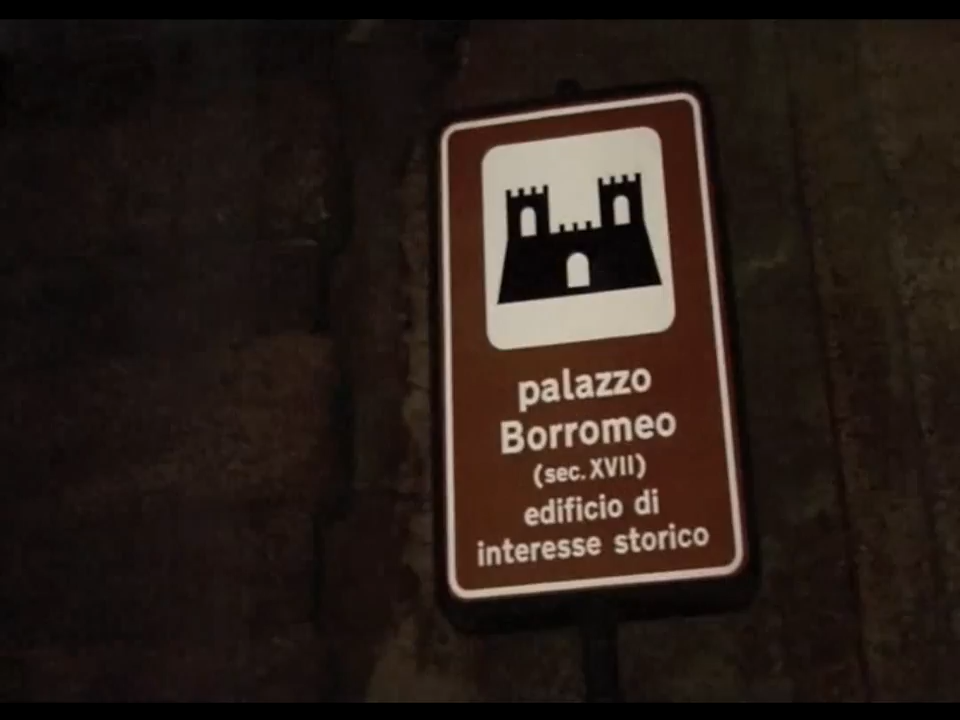 palazzo
Borromeo
(sec. XVII)
edificio di
interesse storico